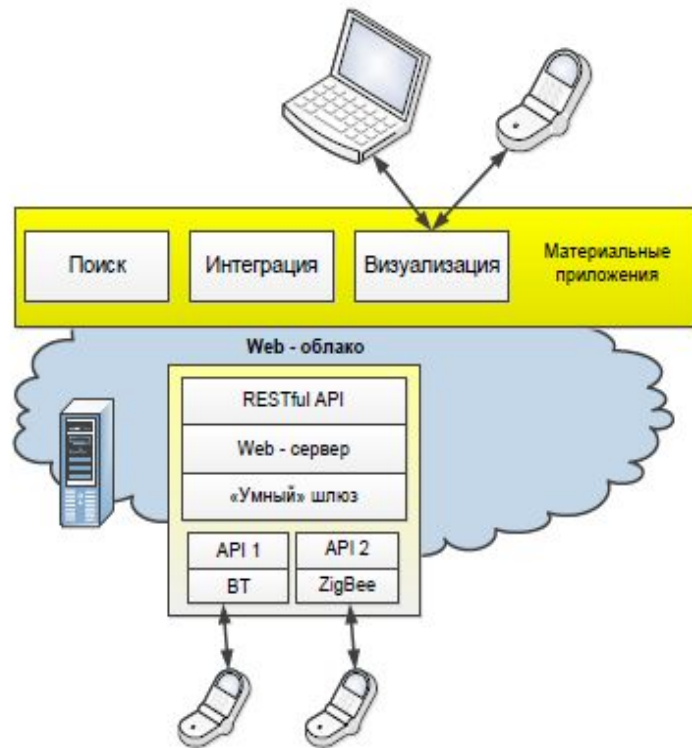 Поиск
Интеграция
Визуализация
Материальные
приложения
Web - облако
RESTful API
Web - сервер
«Умный» шлюз
API 1
API 2
BT
ZigBee